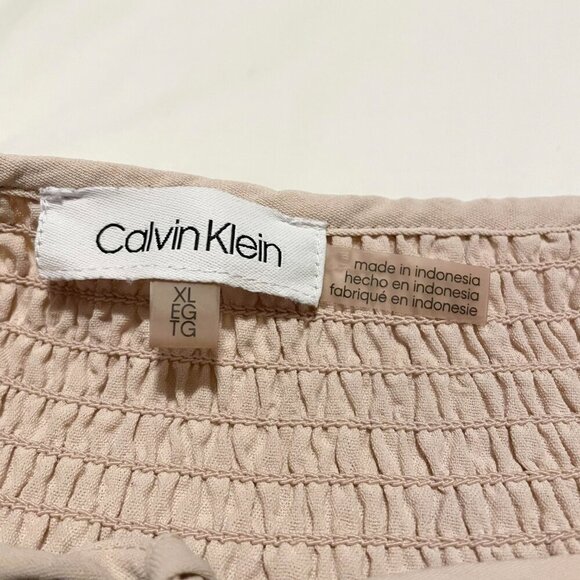 Calvin Klein
XL
EG
TG
made in indonesia
hecho en indonesia
fabriqué en indonesie